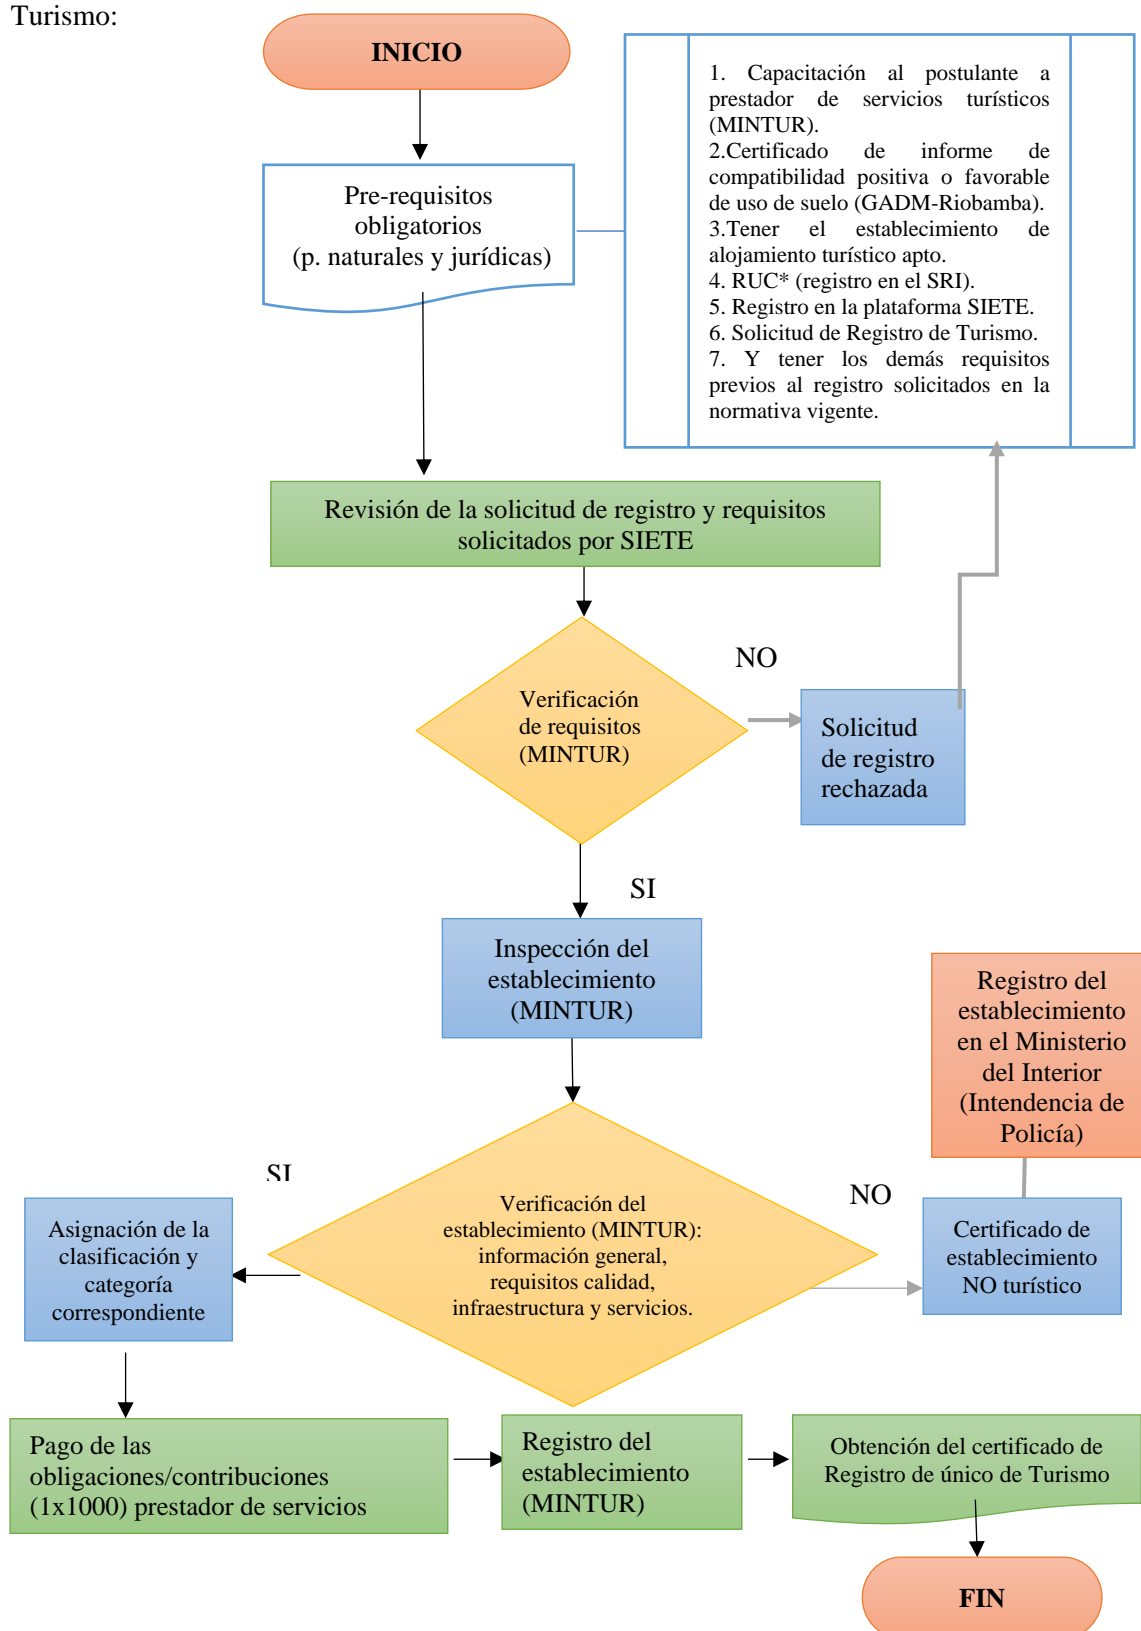 Turismo:
INICIO
1. Capacitación al postulante a
prestador de servicios turísticos
(MINTUR).
2.Certificado de informe de
compatibilidad positiva o favorable
de uso de suelo (GADM-Riobamba).
3.Tener el establecimiento de
alojamiento turístico apto.
4. RUC* (registro en el SRI).
5. Registro en la plataforma SIETE.
6. Solicitud de Registro de Turismo.
7. Y tener los demás requisitos
previos al registro solicitados en la
normativa vigente.
Pre-requisitos
obligatorios
(p. naturales y jurídicas)
Revisión de la solicitud de registro y requisitos
solicitados por SIETE
Verificación
de requisitos
(MINTUR)
NO
Solicitud
de registro
rechazada
SI
Inspección del
establecimiento
(MINTUR)
Registro del
establecimiento
en el Ministerio
del Interior
(Intendencia de
Policía)
SI
Verificación del
establecimiento (MINTUR):
información general,
requisitos calidad,
infraestructura y servicios.
NO
Asignación de la
clasificación y
categoría
correspondiente
Certificado de
establecimiento
NO turístico
Pago de las
obligaciones/contribuciones
(1x1000) prestador de servicios
Registro del
establecimiento
(MINTUR)
Obtención del certificado de
Registro de único de Turismo
FIN